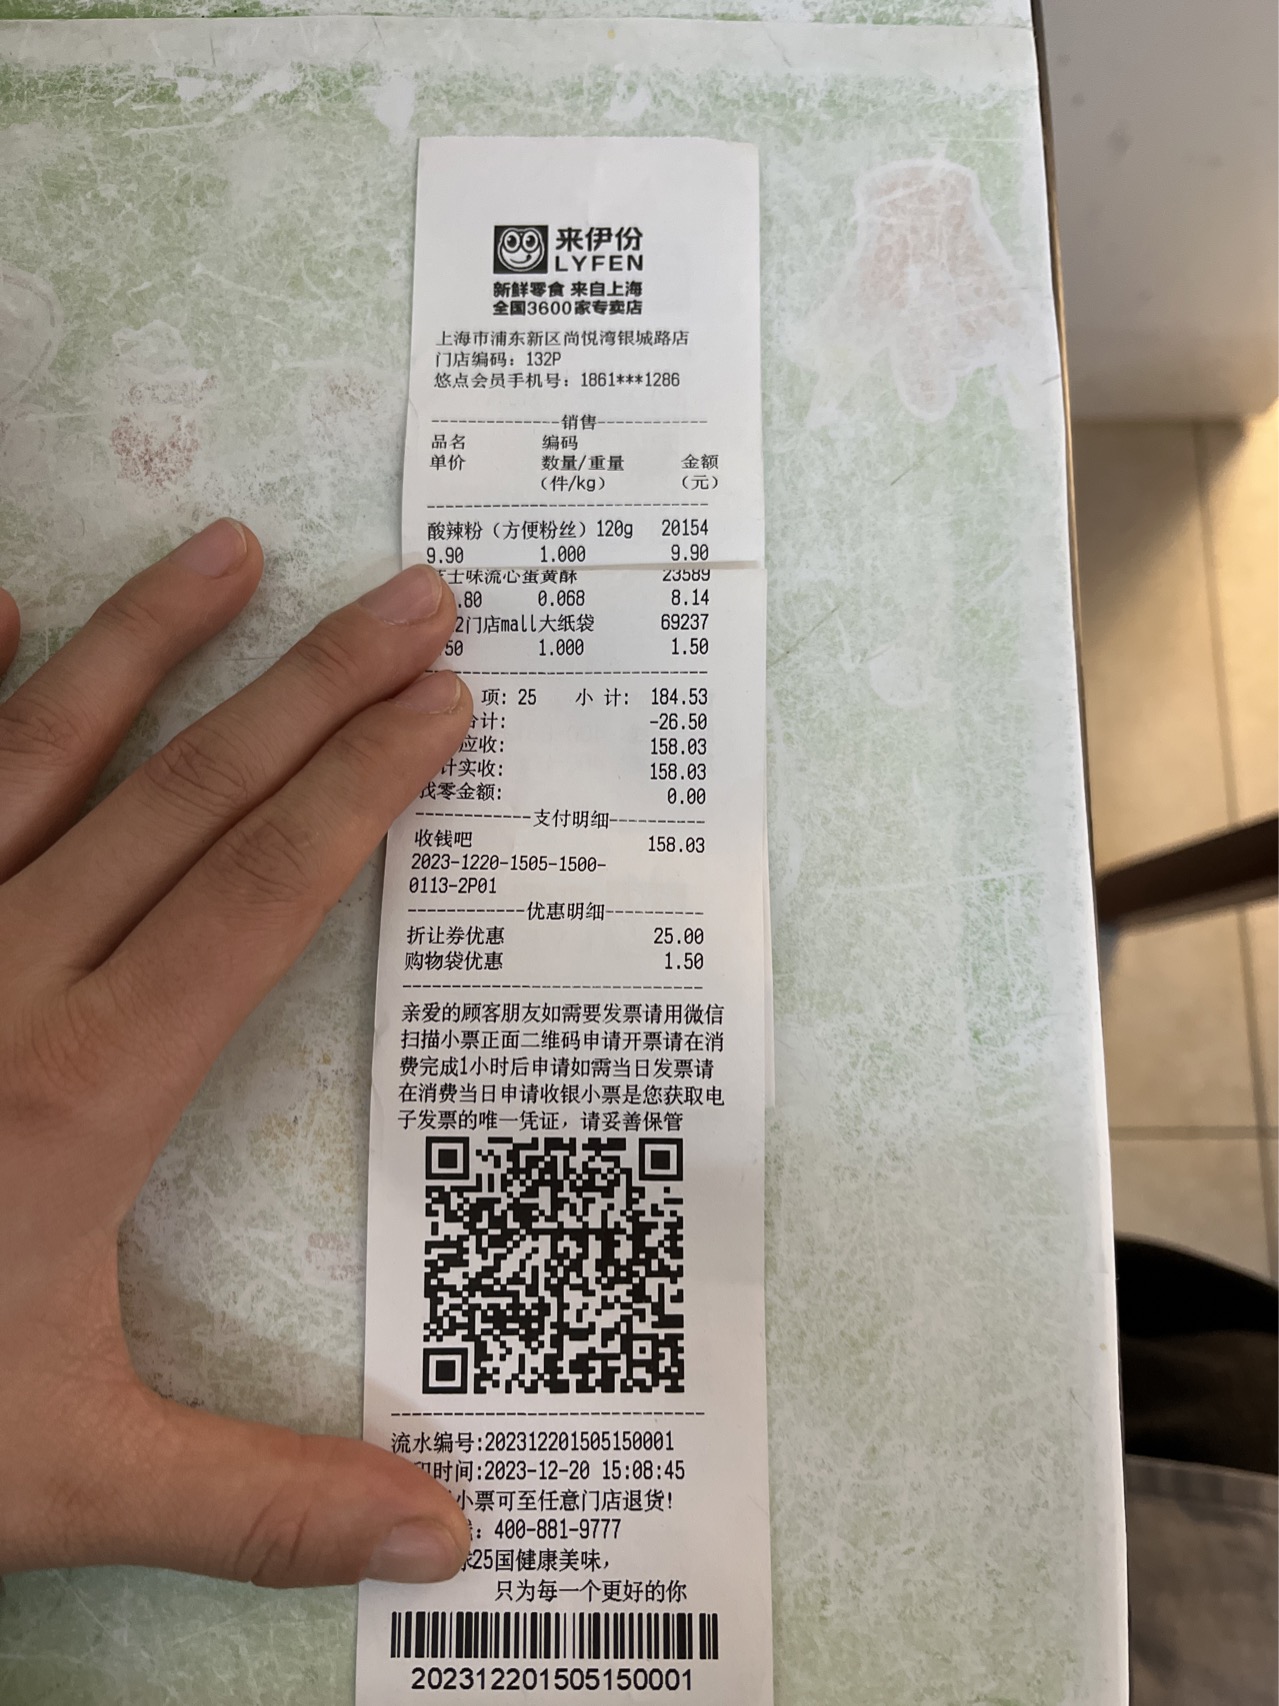 来伊份
LYFEN
新鲜零食 来自上海
全国3600家专卖店
上海市浦东新区尚悦湾银城路店
门店编码：132P
悠点会员手机号：1861***1286
------------销售------------
品名 编码
单价 数量/重量 金额
（件/kg） （元）
酸辣粉（方便粉丝）120g 20154
9.90 1.000 9.90
士味流心蛋黄酥 23589
.80 0.068 8.14
2门店mall大纸袋 69237
50 1.000 1.50
项: 25 小 计: 184.53
合计: -26.50
应收: 158.03
计实收: 158.03
找零金额: 0.00
------------支付明细----------
收钱吧 158.03
2023-1220-1505-1500-
0113-2P01
------------优惠明细----------
折让券优惠 25.00
购物袋优惠 1.50
亲爱的顾客朋友如需要发票请用微信
扫描小票正面二维码申请开票请在消
费完成1小时后申请如需当日发票请
在消费当日申请收银小票是您获取电
子发票的唯一凭证，请妥善保管
流水编号:202312201505150001
印时间:2023-12-20 15:08:45
小票可至任意门店退货!
: 400-881-9777
球25国健康美味，
只为每一个更好的你
202312201505150001